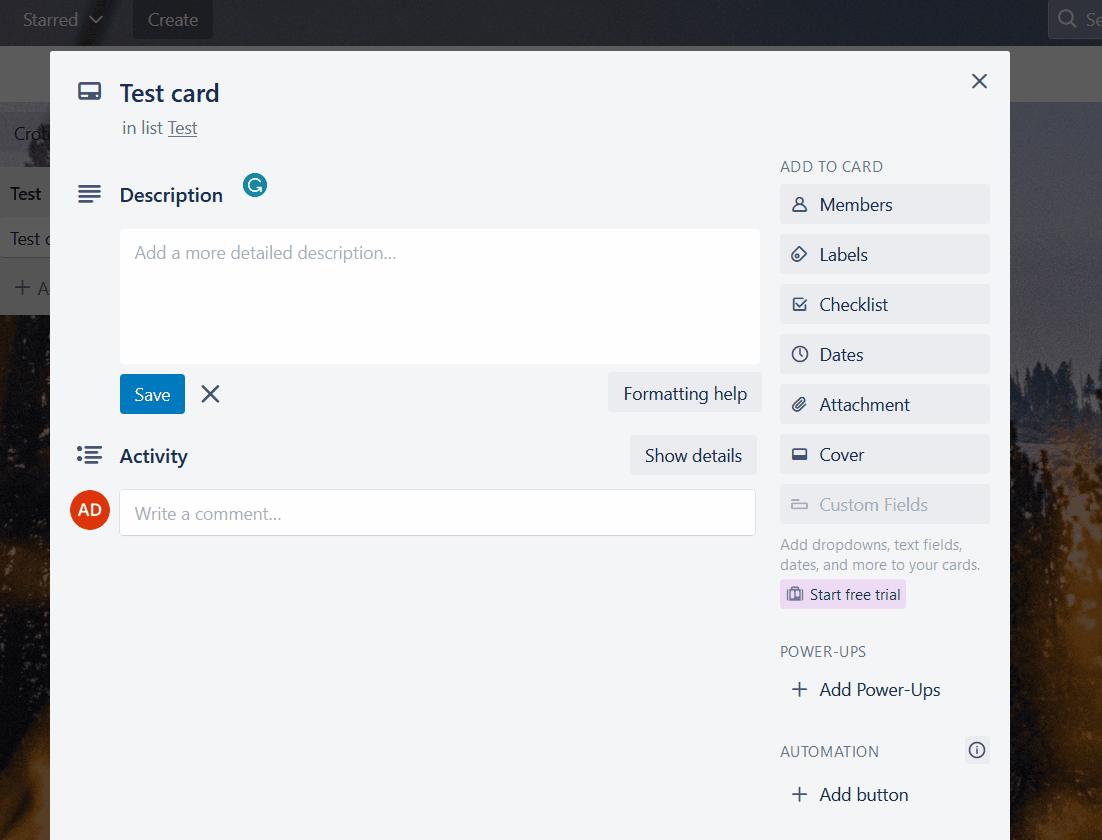 Starred
Create
Se
Test card
in list Test
Description
Add a more detailed description...
Save
Formatting help
Activity
Show details
AD
Write a comment...
ADD TO CARD
Members
Labels
Checklist
Dates
Attachment
Cover
Custom Fields
Add dropdowns, text fields,
dates, and more to your cards.
Start free trial
POWER-UPS
+ Add Power-Ups
AUTOMATION
+ Add button
Test
Test c
+ A